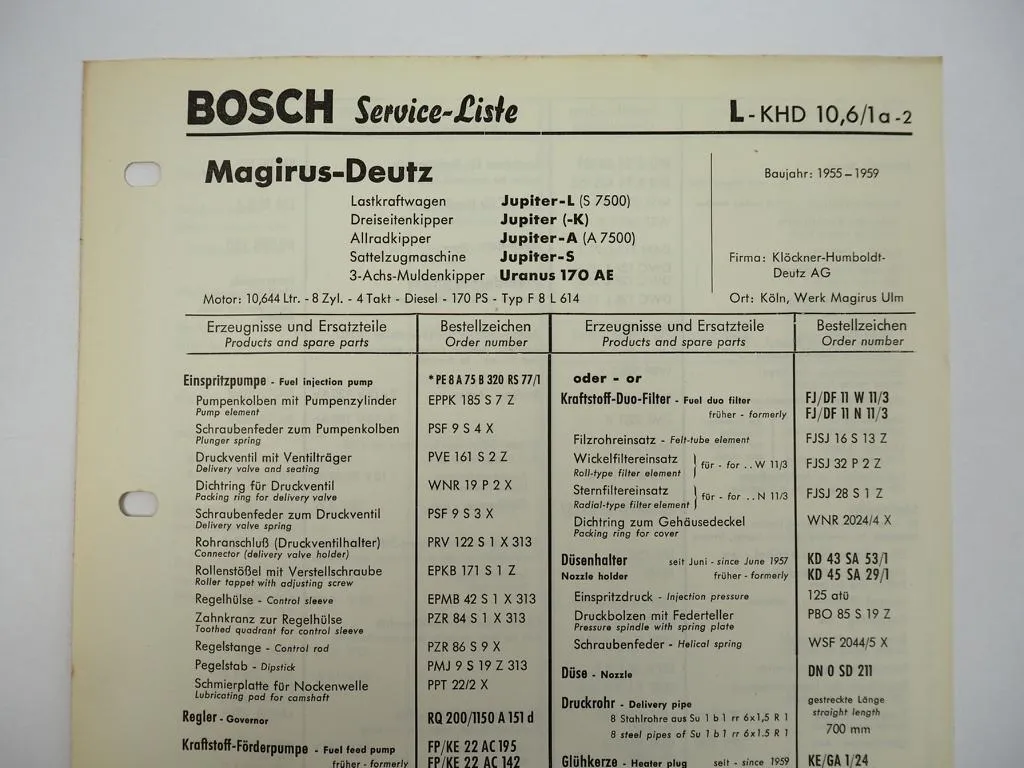 BOSCH Service-Liste
L-KHD 10,6/1a-2
Magirus-Deutz
Baujahr: 1955-1959
Lastkraftwagen Jupiter-L (S 7500)
Dreiseitenkipper Jupiter (-K)
Allradkipper Jupiter-A (A 7500)
Sattelzugmaschine Jupiter-S
3-Achs-Muldenkipper Uranus 170 AE
Firma: Klöckner-Humboldt-
Deutz AG
Motor: 10,644 Ltr. - 8 Zyl. - 4 Takt - Diesel - 170 PS - Typ F 8 L 614
Ort: Köln, Werk Magirus Ulm
Erzeugnisse und Ersatzteile Bestellzeichen
Products and spare parts Order number
Einspritzpumpe - Fuel injection pump *PE 8 A 75 B 320 RS 77/1
Pumpenkolben mit Pumpenzylinder EPPK 185 S 7 Z
Pump element
Schraubenfeder zum Pumpenkolben PSF 9 S 4 X
Plunger spring
Druckventil mit Ventilträger PVE 161 S 2 Z
Delivery valve and seating
Dichtring für Druckventil WNR 19 P 2 X
Packing ring for delivery valve
Schraubenfeder zum Druckventil PSF 9 S 3 X
Delivery valve spring
Rohranschluß (Druckventilhalter) PRV 122 S 1 X 313
Connector (delivery valve holder)
Rollenstößel mit Verstellschraube EPKB 171 S 1 Z
Roller tappet with adjusting screw
Regelhülse - Control sleeve EPMB 42 S 1 X 313
Zahnkranz zur Regelhülse PZR 84 S 1 X 313
Toothed quadrant for control sleeve
Regelstange - Control rod PZR 86 S 9 X
Pegelstab - Dipstick PMJ 9 S 19 Z 313
Schmierplatte für Nockenwelle PPT 22/2 X
Lubricating pad for camshaft
Regler - Governor RQ 200/1150 A 151 d
Kraftstoff-Förderpumpe - Fuel feed pump FP/KE 22 AC 195
früher - formerly FP/KE 22 AC 142
Erzeugnisse und Ersatzteile Bestellzeichen
Products and spare parts Order number
oder - or
Kraftstoff-Duo-Filter - Fuel duo filter FJ/DF 11 W 11/3
früher - formerly FJ/DF 11 N 11/3
Filzrohreinsatz - Felt-tube element FJSJ 16 S 13 Z
Wickelfiltereinsatz } für - for .. W 11/3 FJSJ 32 P 2 Z
Roll-type filter element
Sternfiltereinsatz } für - for .. N 11/3 FJSJ 28 S 1 Z
Radial-type filter element
Dichtring zum Gehäusedeckel WNR 2024/4 X
Packing ring for cover
Düsenhalter seit Juni - since June 1957 KD 43 SA 53/1
Nozzle holder früher - formerly KD 45 SA 29/1
Einspritzdruck - Injection pressure 125 atü
Druckbolzen mit Federteller PBO 85 S 19 Z
Pressure spindle with spring plate
Schraubenfeder - Helical spring WSF 2044/5 X
Düse - Nozzle DN 0 SD 211
Druckrohr - Delivery pipe gestreckte Länge
8 Stahlrohre aus Su 1 b 1 rr 6x1,5 R 1 straight length
8 steel pipes of Su 1 b 1 rr 6x1.5 R 1 700 mm
Glühkerze - Heater plug seit - since 1959 KE/GA 1/24